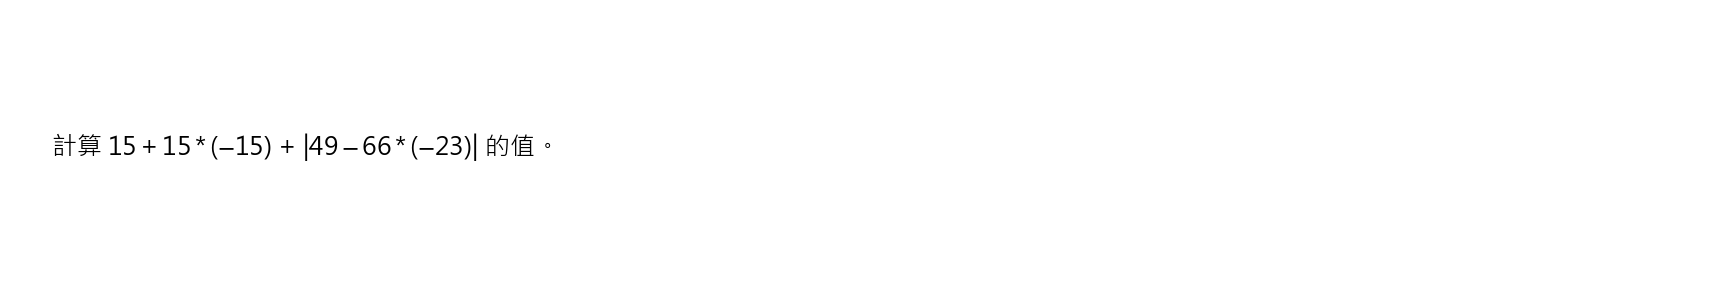 計算 15 + 15 * (–15) + |49 – 66 * (–23)| 的值。